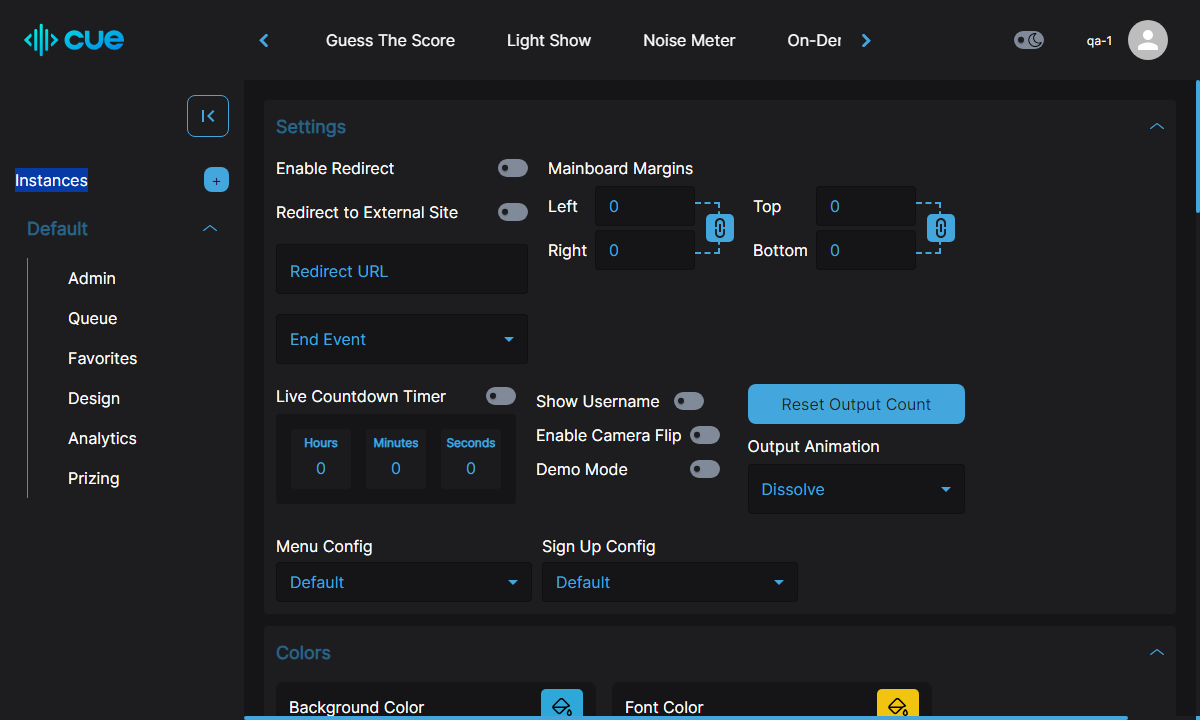 cue
Guess The Score
Light Show
Noise Meter
On-Der
qa-1
Instances
+
Default
Admin
Queue
Favorites
Design
Analytics
Prizing
Settings
Enable Redirect
Redirect to External Site
Redirect URL
End Event
Mainboard Margins
Left 0
Right 0
Top 0
Bottom 0
Live Countdown Timer
Hours Minutes Seconds
0 0 0
Show Username
Enable Camera Flip
Demo Mode
Reset Output Count
Output Animation
Dissolve
Menu Config
Default
Sign Up Config
Default
Colors
Background Color
Font Color